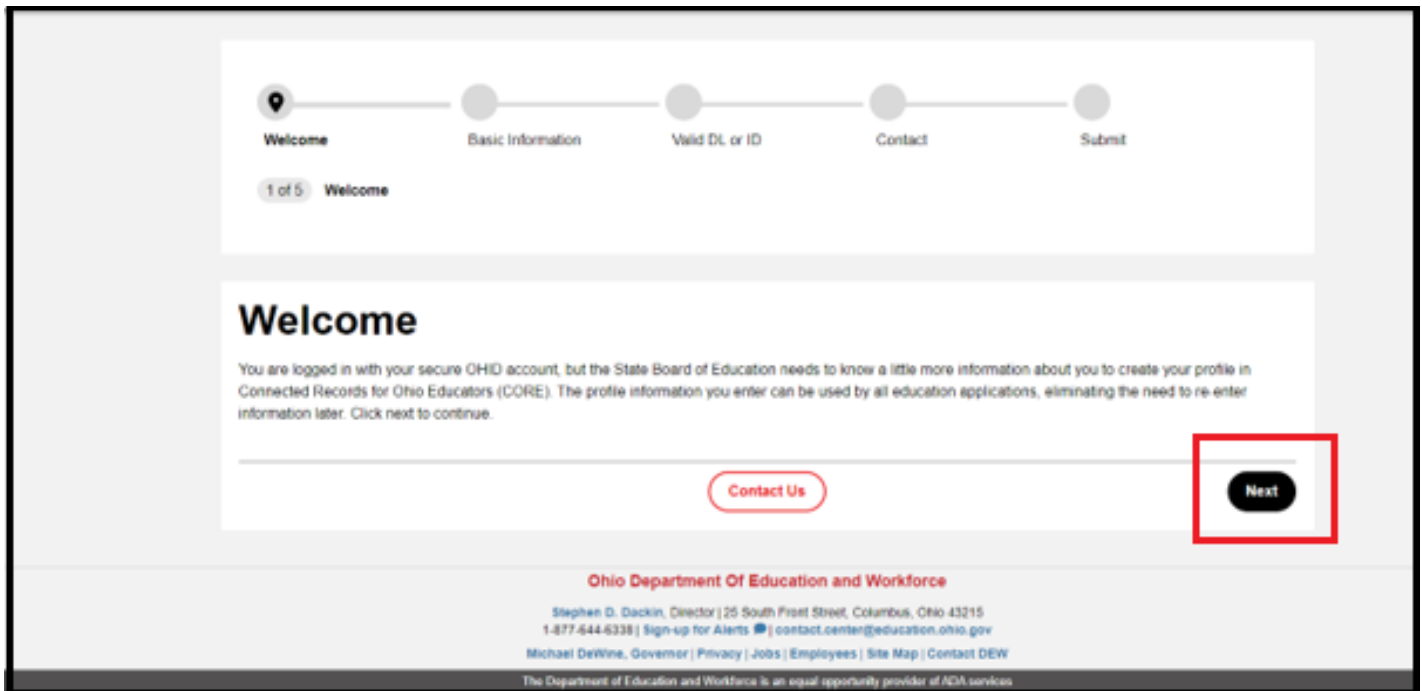 Welcome
Basic Information
Valid DL or ID
Contact
Submit
1 of 5 Welcome
Welcome
You are logged in with your secure OHID account, but the State Board of Education needs to know a little more information about you to create your profile in
Connected Records for Ohio Educators (CORE). The profile information you enter can be used by all education applications, eliminating the need to re-enter
information later. Click next to continue.
Contact Us
Next
Ohio Department Of Education and Workforce
Stephen D. Dackin, Director | 25 South Front Street, Columbus, Ohio 43215
1-877-644-6338 | Sign-up for Alerts | contact.center@education.ohio.gov
Michael DeWine, Governor | Privacy | Jobs | Employees | Site Map | Contact DEW
The Department of Education and Workforce is an equal opportunity provider of ADA services